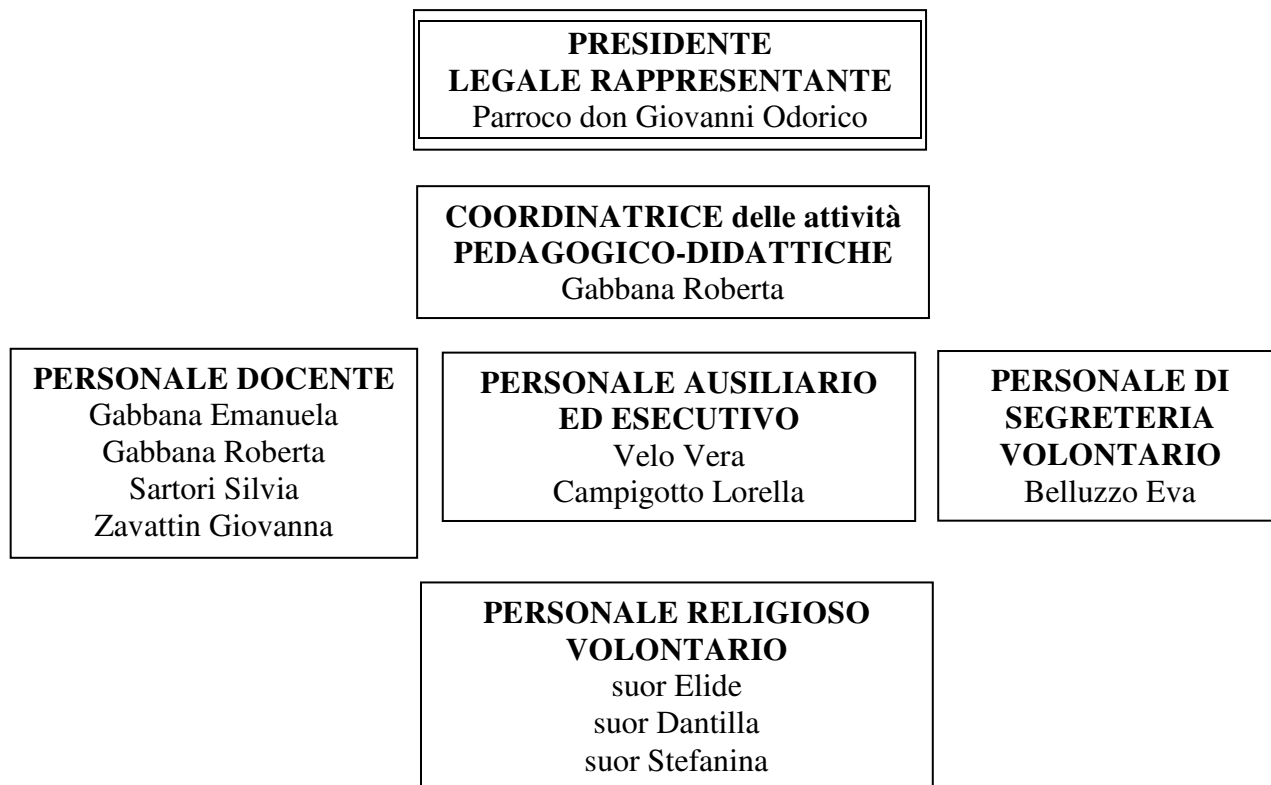 PRESIDENTE
LEGALE RAPPRESENTANTE
Parroco don Giovanni Odorico
COORDINATRICE delle attività
PEDAGOGICO-DIDATTICHE
Gabbana Roberta
PERSONALE DOCENTE
Gabbana Emanuela
Gabbana Roberta
Sartori Silvia
Zavattin Giovanna
PERSONALE AUSILIARIO
ED ESECUTIVO
Velo Vera
Campigotto Lorella
PERSONALE DI
SEGRETERIA
VOLONTARIO
Belluzzo Eva
PERSONALE RELIGIOSO
VOLONTARIO
suor Elide
suor Dantilla
suor Stefanina